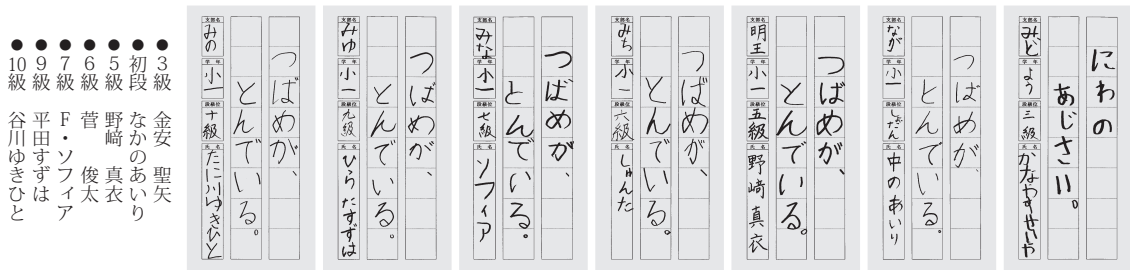 にわの
あじさい。
支部名 みど 学年 よう 段級位 三級 氏名 かなやすせいや
つばめが、
とんでいる。
支部名 なが 学年 小一 段級位 しょだん 氏名 中のあいり
つばめが、
とんでいる。
支部名 明王 学年 小一 段級位 五級 氏名 野﨑真衣
つばめが、
とんでいる。
支部名 みち 学年 小一 段級位 六級 氏名 しゅんた
つばめが、
とんでいる。
支部名 みな 学年 小一 段級位 七級 氏名 ソフィア
つばめが、
とんでいる。
支部名 みゆ 学年 小一 段級位 九級 氏名 ひらたすずは
つばめが、
とんでいる。
支部名 みの 学年 小一 段級位 十級 氏名 たに川ゆきひと
●3級 金安 聖矢
●初段 なかのあいり
●5級 野﨑 真衣
●6級 菅 俊太
●7級 F・ソフィア
●9級 平田すずは
●10級 谷川ゆきひと